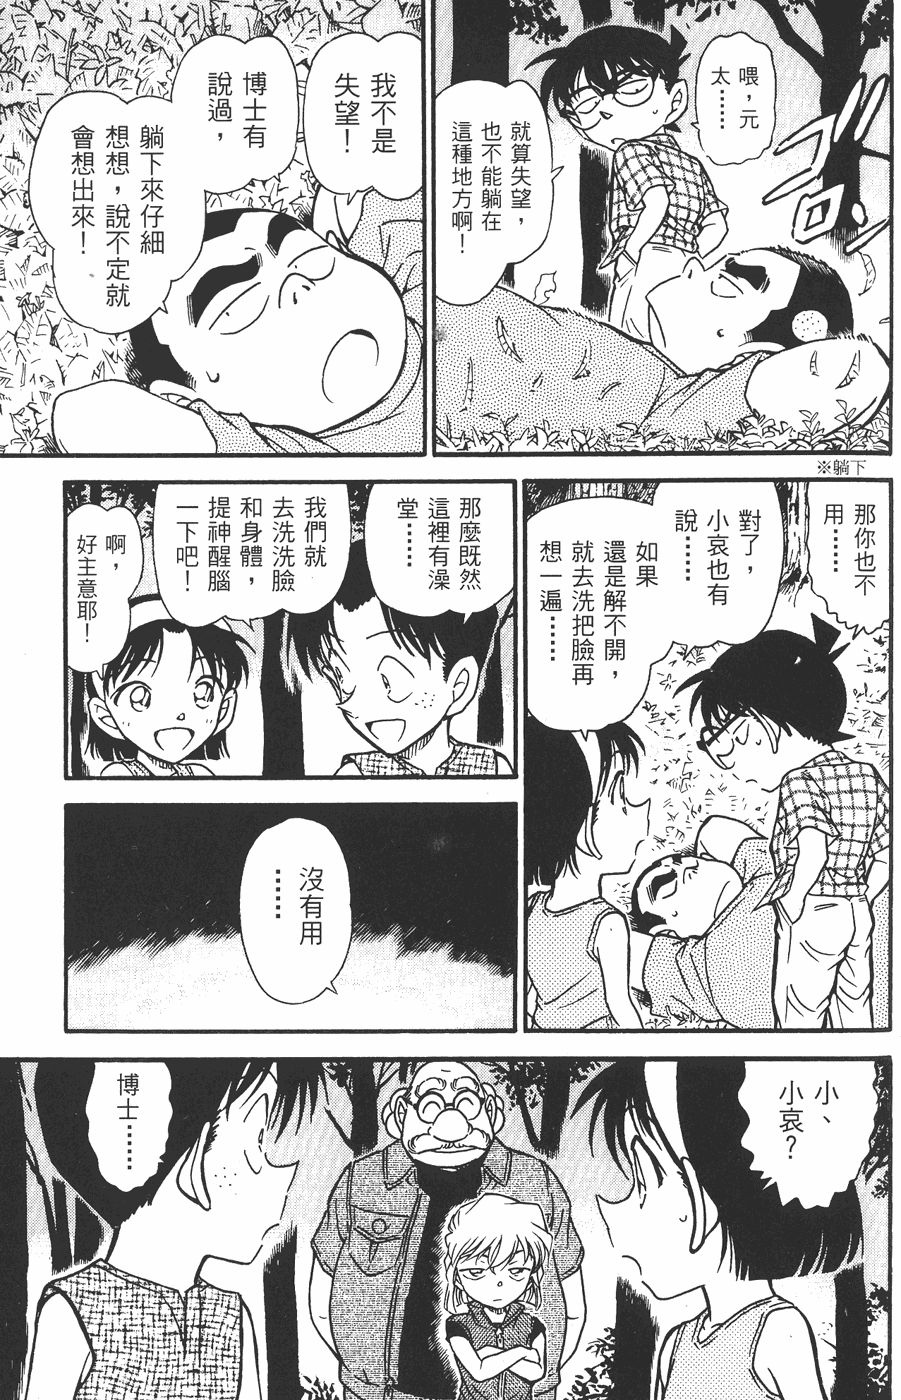 喂，元
太……
就算失望，
也不能躺在
這種地方啊！
※躺下
我不是
失望！
博士有
說過，
躺下來仔細
想想，說不定就
會想出來！
那你也不
用……
對了，
小哀也有
說……
如果
還是解不開，
就去洗把臉再
想一遍……
那麼既然
這裡有澡
堂……
我們就
去洗洗臉
和身體，
提神醒腦
一下吧！
啊，
好主意耶！
沒有用
……
小、
小哀？
博士……